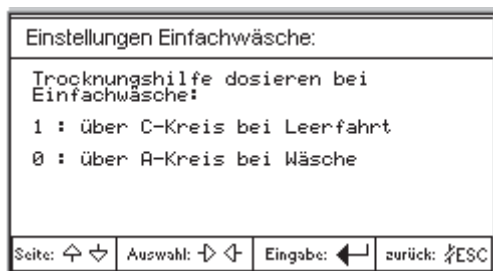 Einstellungen Einfachwäsche:
Trocknungshilfe dosieren bei
Einfachwäsche:
1 : über C-Kreis bei Leerfahrt
0 : über A-Kreis bei Wäsche
Seite: Auswahl: Eingabe: zurück: ESC